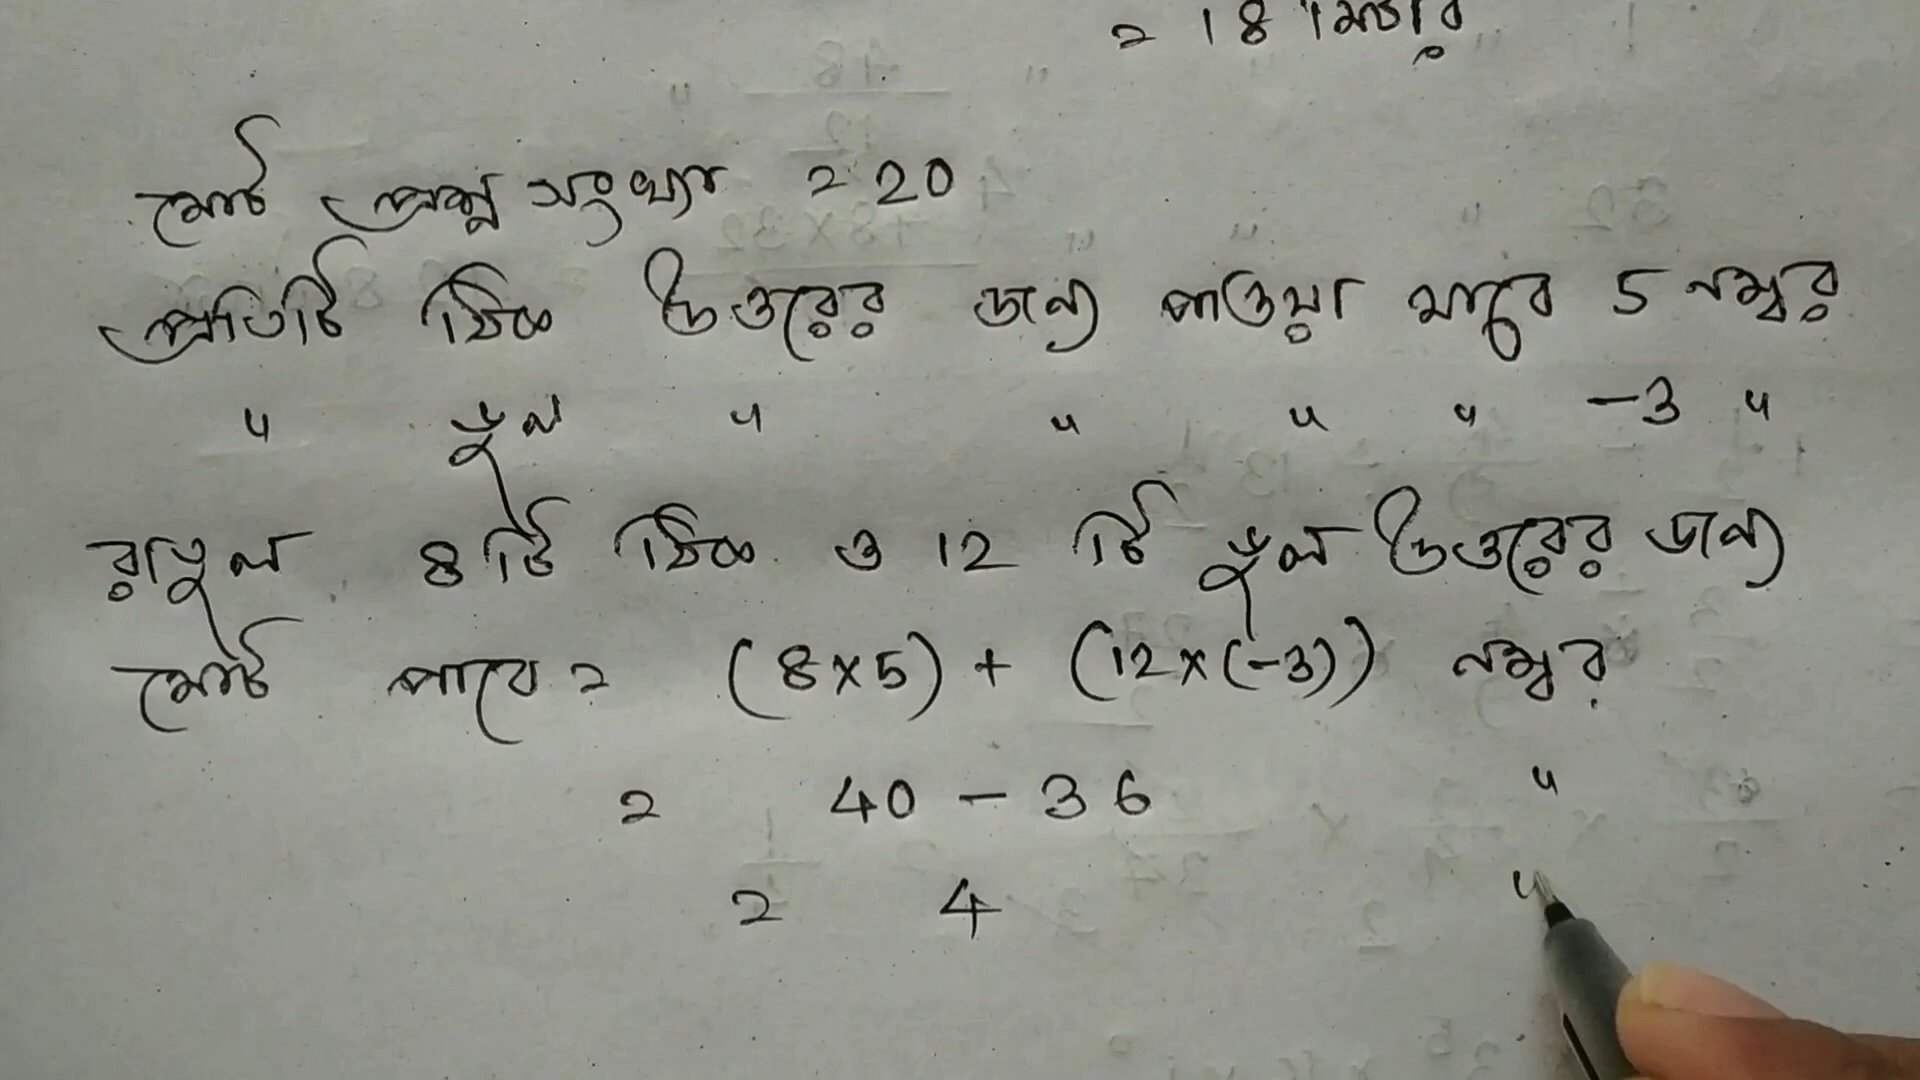 = 18 মিটার
মোট প্রশ্ন সংখ্যা = 20
প্রতিটি ঠিক উত্তরের জন্য পাওয়া যাবে 5 নম্বর
" ভুল " " " " -3 "
রাতুল 8 টি ঠিক ও 12 টি ভুল উত্তরের জন্য
মোট পাবে = (8×5) + (12×(-3)) নম্বর
= 40 - 36 "
= 4 "